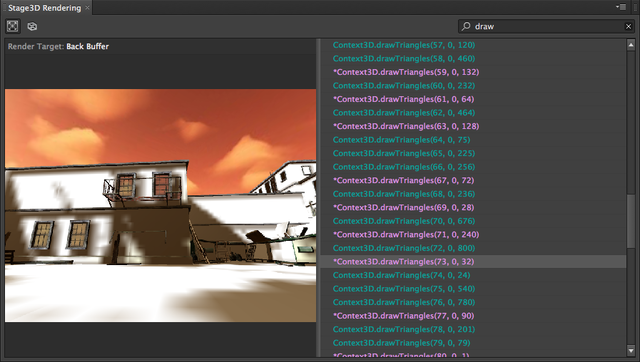 Stage3D Rendering
draw
Render Target: Back Buffer
Context3D.drawTriangles(57, 0, 120)
Context3D.drawTriangles(58, 0, 460)
*Context3D.drawTriangles(59, 0, 132)
Context3D.drawTriangles(60, 0, 232)
*Context3D.drawTriangles(61, 0, 64)
Context3D.drawTriangles(62, 0, 464)
*Context3D.drawTriangles(63, 0, 128)
Context3D.drawTriangles(64, 0, 75)
Context3D.drawTriangles(65, 0, 225)
Context3D.drawTriangles(66, 0, 256)
*Context3D.drawTriangles(67, 0, 72)
Context3D.drawTriangles(68, 0, 236)
*Context3D.drawTriangles(69, 0, 28)
Context3D.drawTriangles(70, 0, 676)
*Context3D.drawTriangles(71, 0, 240)
Context3D.drawTriangles(72, 0, 800)
*Context3D.drawTriangles(73, 0, 32)
Context3D.drawTriangles(74, 0, 24)
Context3D.drawTriangles(75, 0, 540)
Context3D.drawTriangles(76, 0, 780)
*Context3D.drawTriangles(77, 0, 90)
Context3D.drawTriangles(78, 0, 201)
Context3D.drawTriangles(79, 0, 79)
*Context3D.drawTriangles(80, 0, 1)